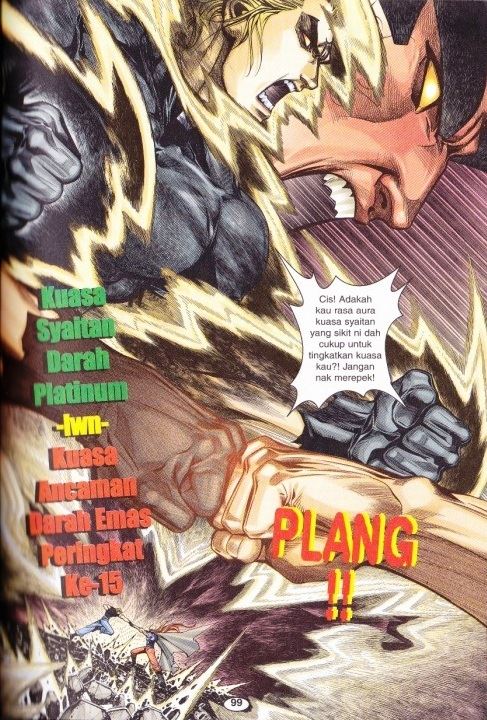 Cis! Adakah
kau rasa aura
kuasa syaitan
yang sikit ni dah
cukup untuk
tingkatkan kuasa
kau?! Jangan
nak merepek!
Kuasa
Syaitan
Darah
Platinum
-lwn-
Kuasa
Ancaman
Darah Emas
Peringkat
Ke-15
PLANG
!!
99